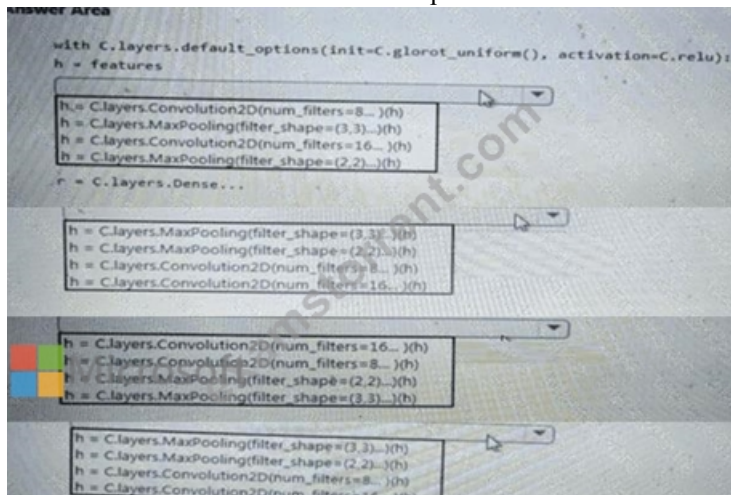 Answer Area
with C.layers.default_options(init=C.glorot_uniform(), activation=C.relu):
h = features
h = C.layers.Convolution2D(num_filters=8... )(h)
h = C.layers.MaxPooling(filter_shape=(3,3)...)(h)
h = C.layers.Convolution2D(num_filters=16... )(h)
h = C.layers.MaxPooling(filter_shape=(2,2)...)(h)
r = C.layers.Dense...
h = C.layers.MaxPooling(filter_shape=(3,3)...)(h)
h = C.layers.MaxPooling(filter_shape=(2,2)...)(h)
h = C.layers.Convolution2D(num_filters=8... )(h)
h = C.layers.Convolution2D(num_filters=16... )(h)
h = C.layers.Convolution2D(num_filters=16... )(h)
h = C.layers.Convolution2D(num_filters=8... )(h)
h = C.layers.MaxPooling(filter_shape=(2,2)...)(h)
h = C.layers.MaxPooling(filter_shape=(3,3)...)(h)
h = C.layers.MaxPooling(filter_shape=(3,3)...)(h)
h = C.layers.MaxPooling(filter_shape=(2,2)...)(h)
h = C.layers.Convolution2D(num_filters=8... )(h)
h = C.layers.Convolution2D(num_filters=16... )(h)